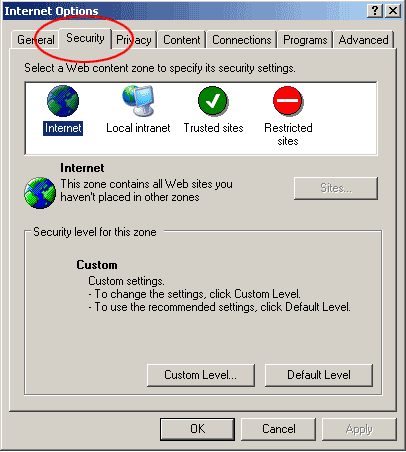 Internet Options
General Security Privacy Content Connections Programs Advanced
Select a Web content zone to specify its security settings.
Internet Local intranet Trusted sites Restricted sites
Internet
This zone contains all Web sites you
haven't placed in other zones
Sites...
Security level for this zone
Custom
Custom settings.
- To change the settings, click Custom Level.
- To use the recommended settings, click Default Level.
Custom Level... Default Level
OK Cancel Apply